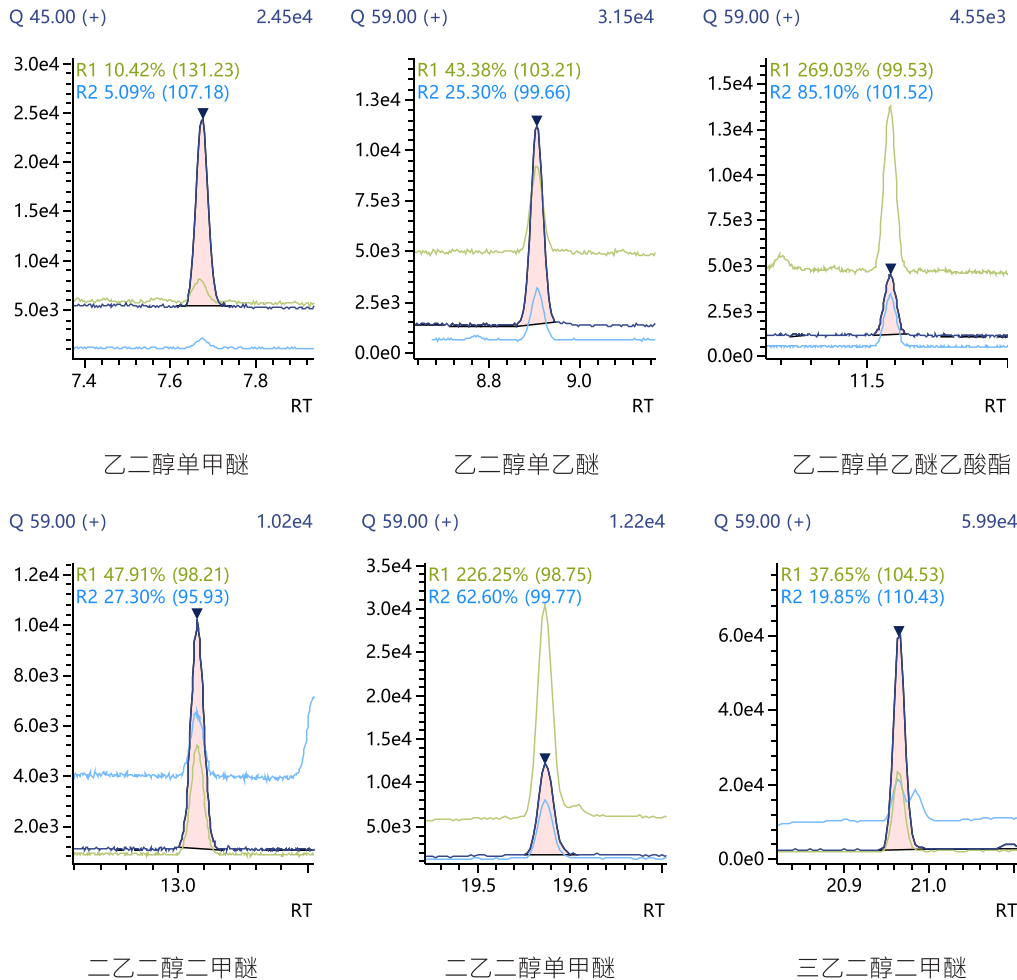 Q 45.00 (+) 2.45e4
R1 10.42% (131.23)
R2 5.09% (107.18)
3.0e4
2.5e4
2.0e4
1.5e4
1.0e4
5.0e3
7.4 7.6 7.8
RT
乙二醇单甲醚
Q 59.00 (+) 3.15e4
R1 43.38% (103.21)
R2 25.30% (99.66)
1.3e4
1.0e4
7.5e3
5.0e3
2.5e3
0.0e0
8.8 9.0
RT
乙二醇单乙醚
Q 59.00 (+) 4.55e3
R1 269.03% (99.53)
R2 85.10% (101.52)
1.5e4
1.3e4
1.0e4
7.5e3
5.0e3
2.5e3
0.0e0
11.5
RT
乙二醇单乙醚乙酸酯
Q 59.00 (+) 1.02e4
R1 47.91% (98.21)
R2 27.30% (95.93)
1.2e4
1.0e4
8.0e3
6.0e3
4.0e3
2.0e3
13.0
RT
二乙二醇二甲醚
Q 59.00 (+) 1.22e4
R1 226.25% (98.75)
R2 62.60% (99.77)
3.5e4
3.0e4
2.5e4
2.0e4
1.5e4
1.0e4
5.0e3
19.5 19.6
RT
二乙二醇单甲醚
Q 59.00 (+) 5.99e4
R1 37.65% (104.53)
R2 19.85% (110.43)
6.0e4
4.0e4
2.0e4
0.0e0
20.9 21.0
RT
三乙二醇二甲醚